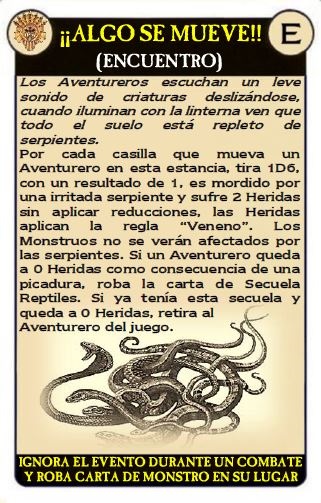 ¡¡ALGO SE MUEVE!!
E
(ENCUENTRO)
Los Aventureros escuchan un leve
sonido de criaturas deslizándose,
cuando iluminan con la linterna ven que
todo el suelo está repleto de
serpientes.
Por cada casilla que mueva un
Aventurero en esta estancia, tira 1D6,
con un resultado de 1, es mordido por
una irritada serpiente y sufre 2 Heridas
sin aplicar reducciones, las Heridas
aplican la regla “Veneno”. Los
Monstruos no se verán afectados por
las serpientes. Si un Aventurero queda
a 0 Heridas como consecuencia de una
picadura, roba la carta de Secuela
Reptiles. Si ya tenía esta secuela y
queda a 0 Heridas, retira al
Aventurero del juego.
IGNORA EL EVENTO DURANTE UN COMBATE
Y ROBA CARTA DE MONSTRO EN SU LUGAR